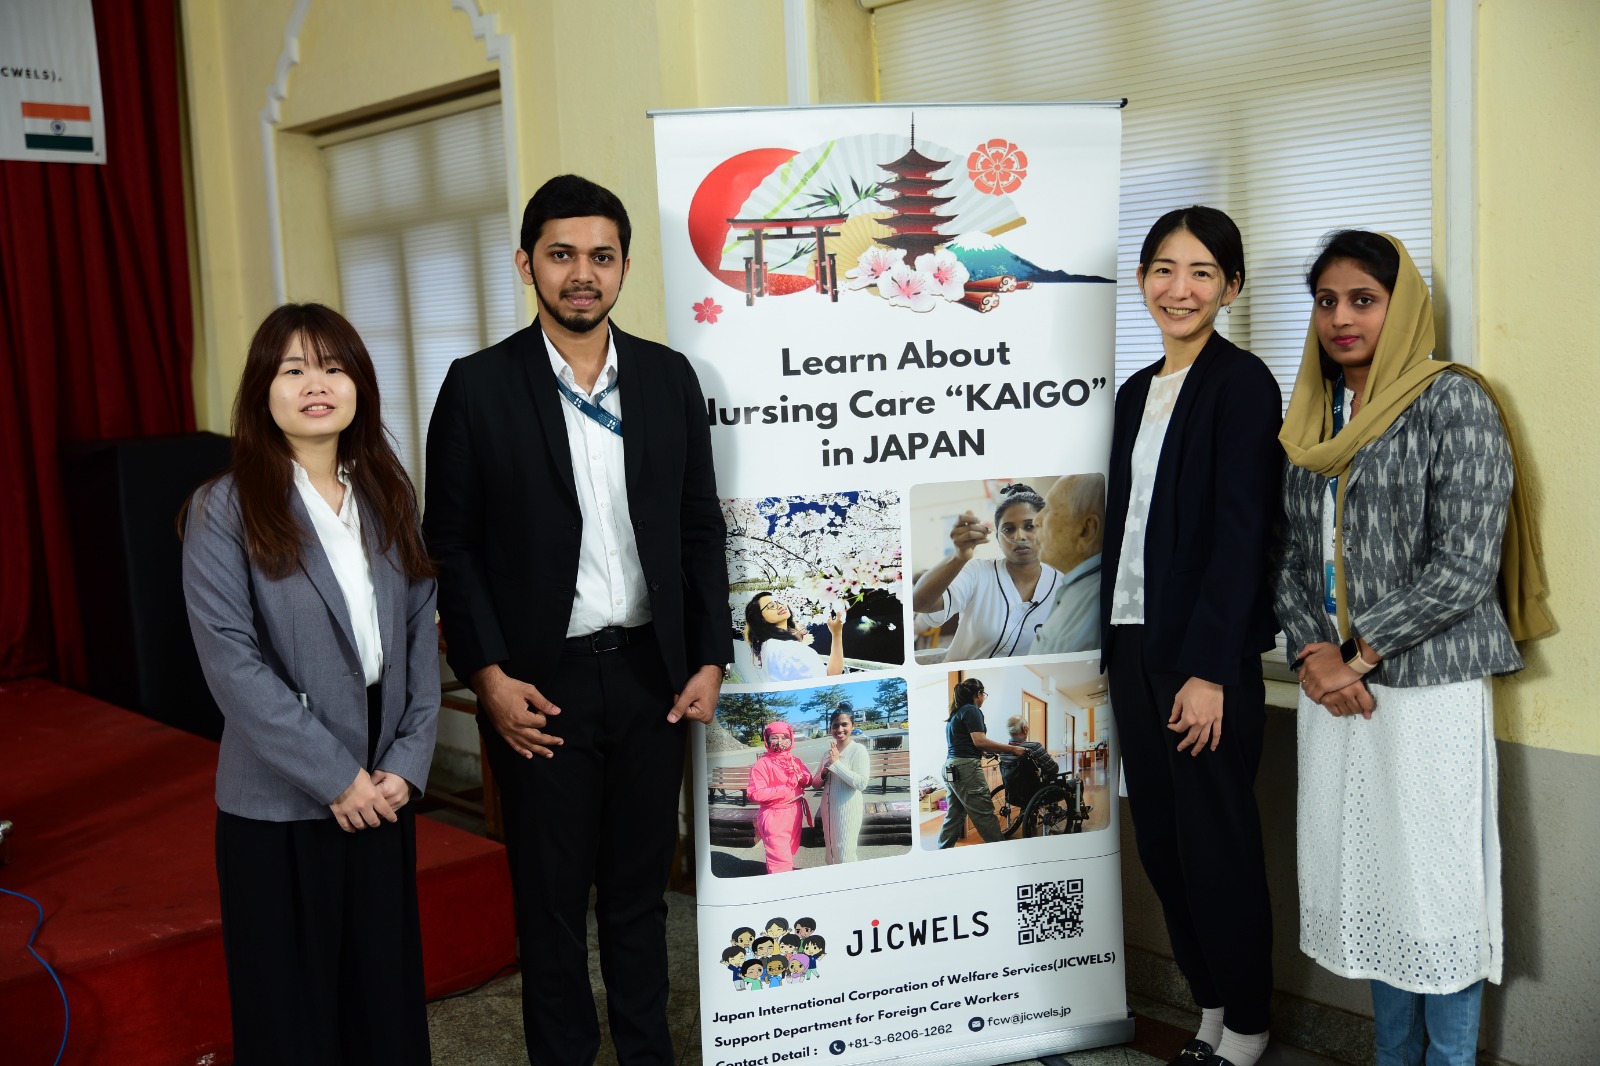 CWELS).
Learn About
Nursing Care “KAIGO”
in JAPAN
JICWELS
Japan International Corporation of Welfare Services(JICWELS)
Support Department for Foreign Care Workers
Contact Detail : +81-3-6206-1262 fcw@jicwels.jp